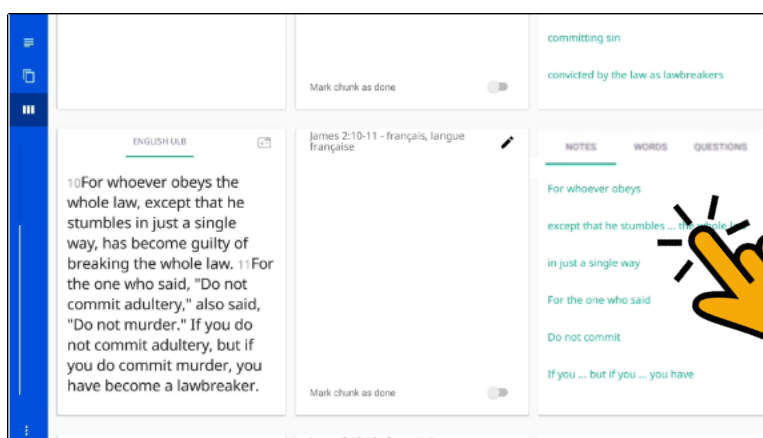 committing sin
convicted by the law as lawbreakers
Mark chunk as done
ENGLISH ULB
10For whoever obeys the
whole law, except that he
stumbles in just a single
way, has become guilty of
breaking the whole law. 11For
the one who said, "Do not
commit adultery," also said,
"Do not murder." If you do
not commit adultery, but if
you do commit murder, you
have become a lawbreaker.
James 2:10-11 - français, langue
française
Mark chunk as done
NOTES WORDS QUESTIONS
For whoever obeys
except that he stumbles ... the whole law
in just a single way
For the one who said
Do not commit
If you ... but if you ... you have